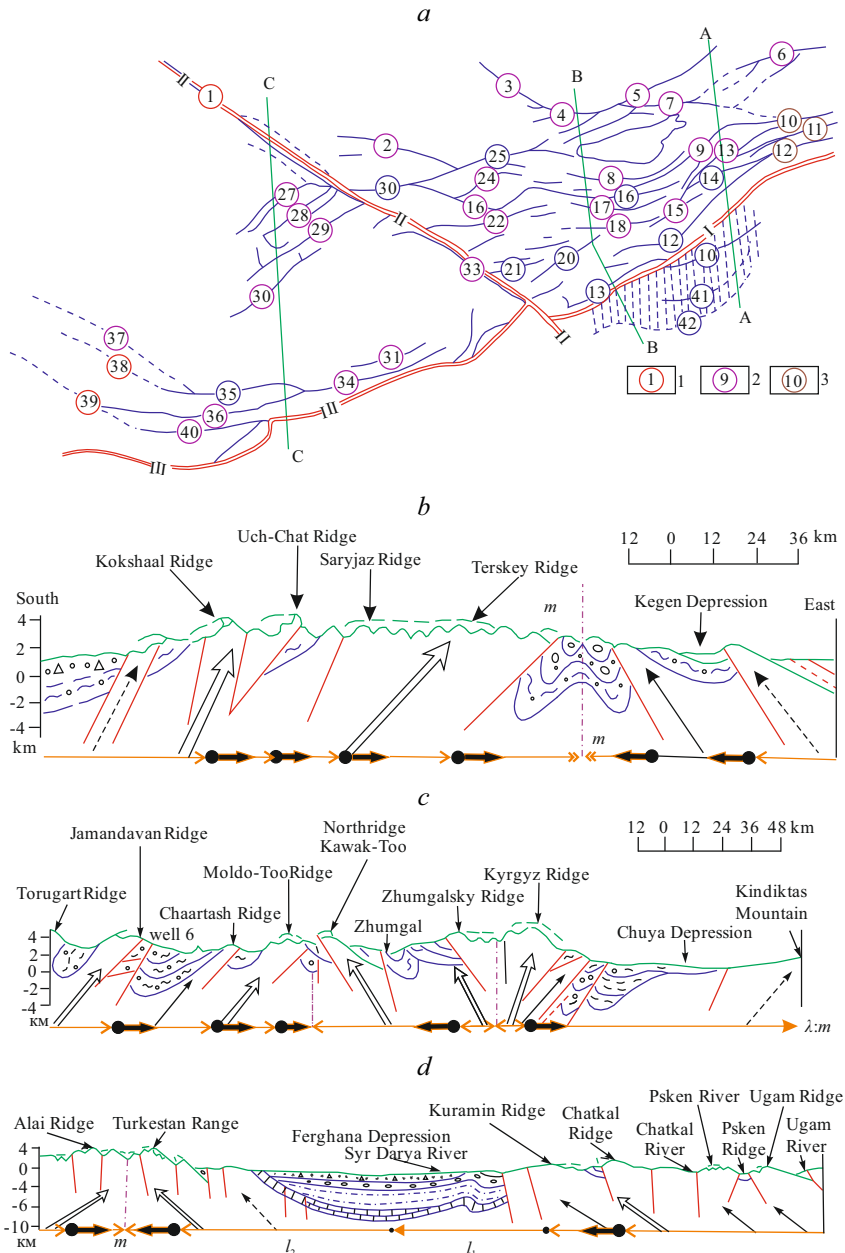 a
A
II
C
B
6
1
3
5
7
4
10
11
2
25
9
13
12
24
8
14
30
16
27
16
17
15
28
22
18
29
II
12
I
20
10
33
21
30
13
41
II
42
A
37
B
31
38
34
1 1 9 2 10 3
35
39
36
I II
40
C
III
b
Uch-Chat Ridge
12 0 12 24 36 km
Kokshaal Ridge
Saryjaz Ridge
Terskey Ridge
South
m
Kegen Depression
East
4
2
0
-2
-4
km
m
c
Northridge
Kawak-Too
12 0 12 24 36 48 km
Jamandavan Ridge
Moldo-Too Ridge
Kyrgyz Ridge
Kindiktas
Mountain
Torugart Ridge
Zhumgalsky Ridge
Chaartash Ridge
Zhumgal
well 6
Chuya Depression
4
2
0
-2
-4
км
λ:m
d
Psken River
Ugam Ridge
Kuramin Ridge
Chatkal
Ridge
Alai Ridge
Turkestan Range
Ferghana Depression
Syr Darya River
Chatkal
River
Psken
Ridge
Ugam
River
4
0
-2
-4
-6
-10
км
m
l₂
l₁